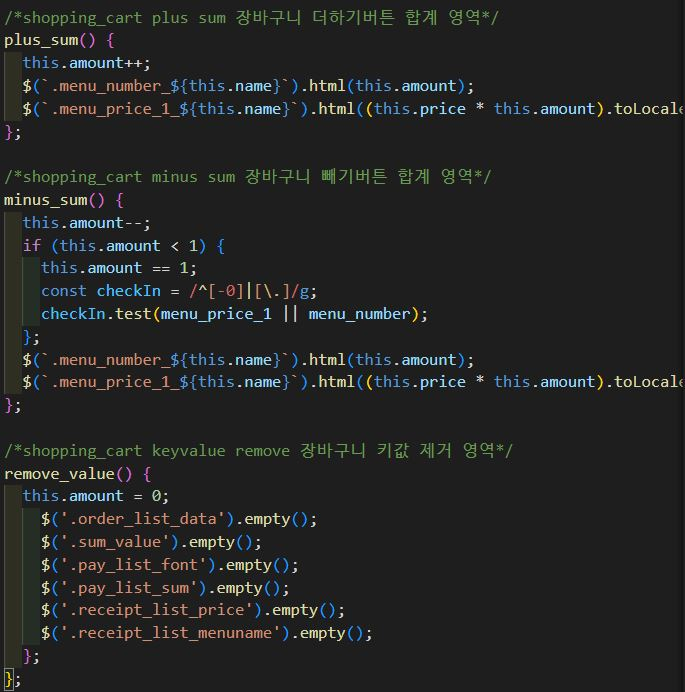 /*shopping_cart plus sum 장바구니 더하기버튼 합계 영역*/
plus_sum() {
this.amount++;
$(`.menu_number_${this.name}`).html(this.amount);
$(`.menu_price_1_${this.name}`).html((this.price * this.amount).toLocale
};
/*shopping_cart minus sum 장바구니 빼기버튼 합계 영역*/
minus_sum() {
this.amount--;
if (this.amount < 1) {
this.amount == 1;
const checkIn = /^[-0]|[\.]/g;
checkIn.test(menu_price_1 || menu_number);
};
$(`.menu_number_${this.name}`).html(this.amount);
$(`.menu_price_1_${this.name}`).html((this.price * this.amount).toLocale
};
/*shopping_cart keyvalue remove 장바구니 키값 제거 영역*/
remove_value() {
this.amount = 0;
$('.order_list_data').empty();
$('.sum_value').empty();
$('.pay_list_font').empty();
$('.pay_list_sum').empty();
$('.receipt_list_price').empty();
$('.receipt_list_menuname').empty();
};
};